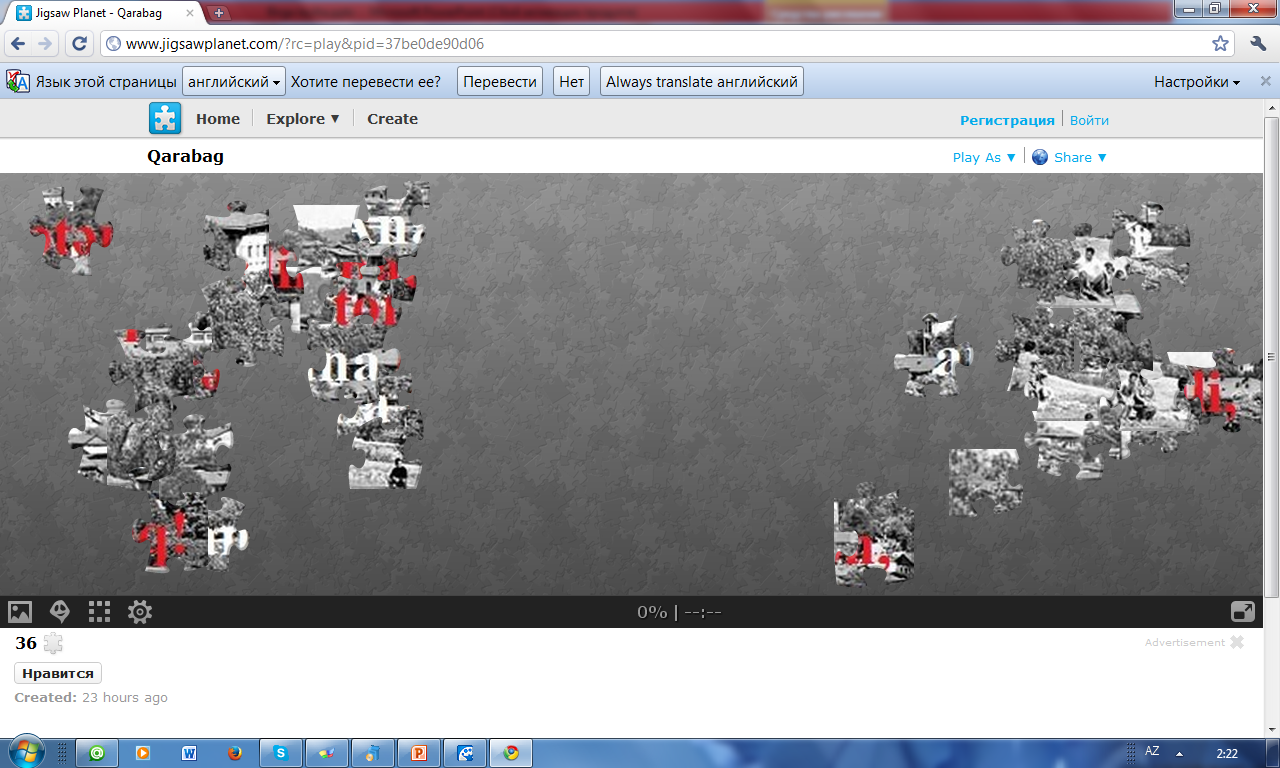 Jigsaw Planet - Qarabag
www.jigsawplanet.com/?rc=play&pid=37be0de90d06
Язык этой страницы английский Хотите перевести ее? Перевести Нет Always translate английский Настройки
Home Explore ▼ Create Регистрация Войти
Qarabag Play As ▼ Share ▼
0% | --:--
36 Advertisement
Нравится
Created: 23 hours ago
AZ 2:22